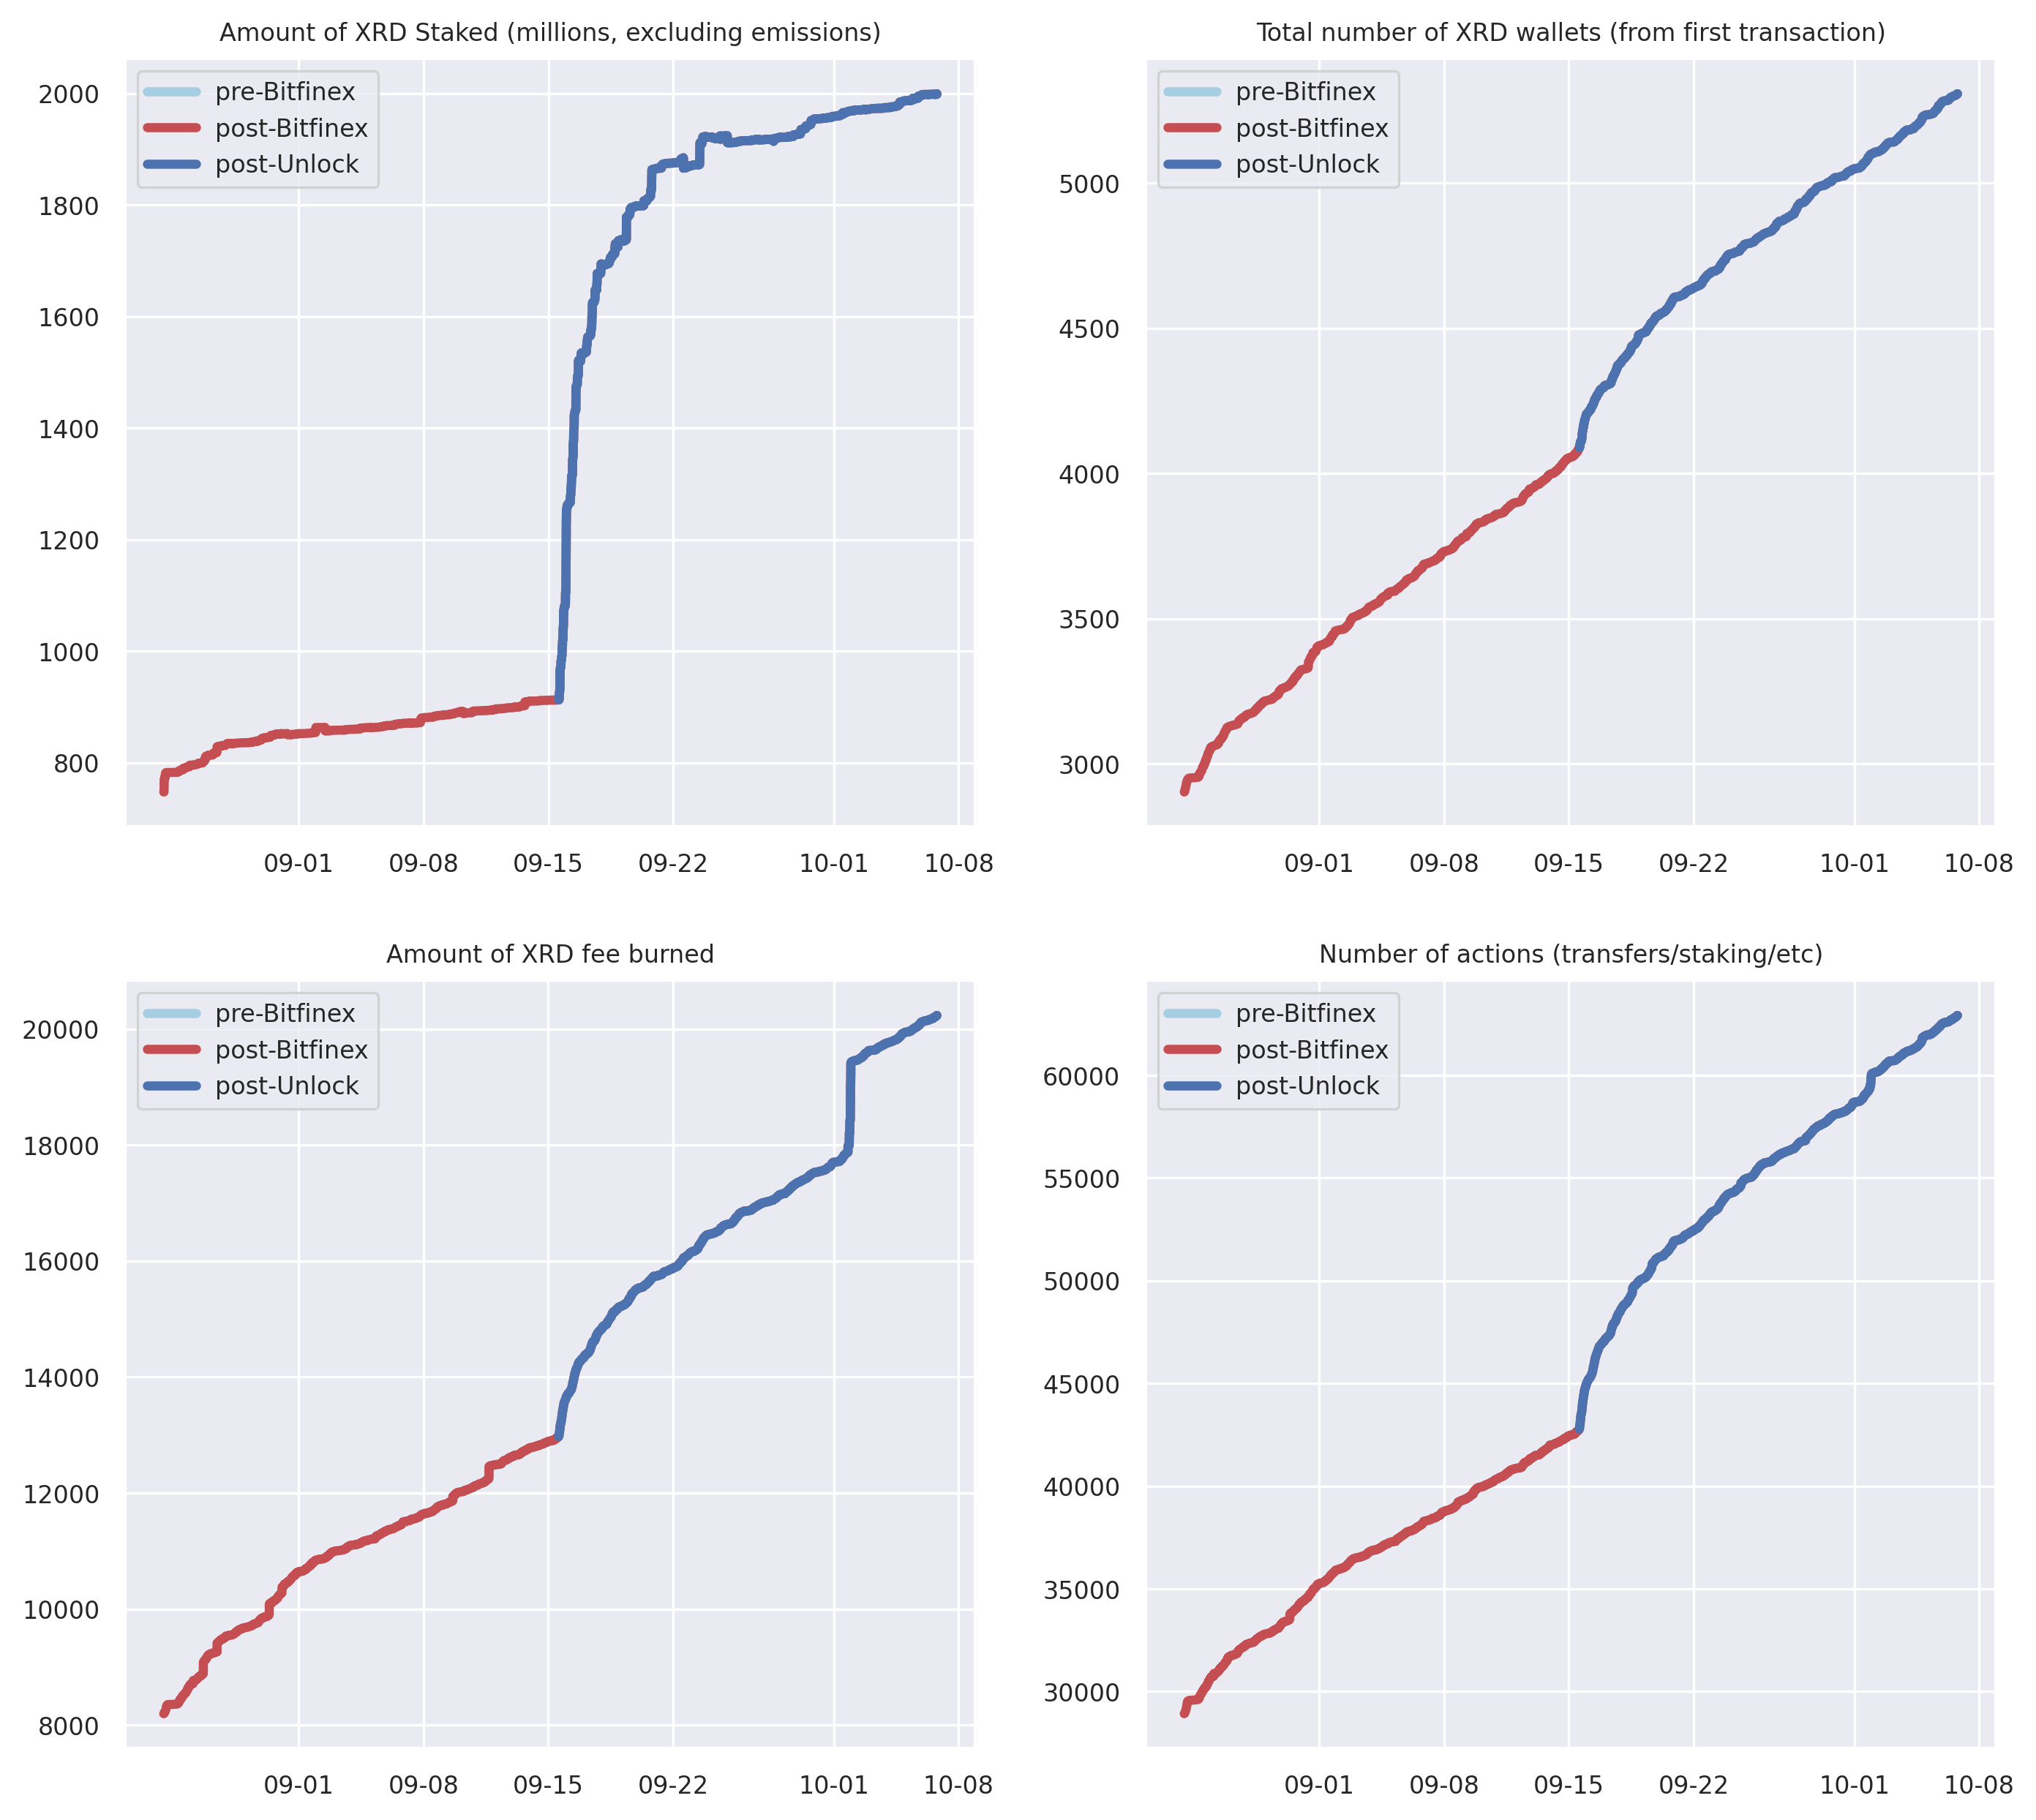 Amount of XRD Staked (millions, excluding emissions)
pre-Bitfinex
post-Bitfinex
post-Unlock
2000
1800
1600
1400
1200
1000
800
09-01 09-08 09-15 09-22 10-01 10-08
Total number of XRD wallets (from first transaction)
pre-Bitfinex
post-Bitfinex
post-Unlock
5000
4500
4000
3500
3000
09-01 09-08 09-15 09-22 10-01 10-08
Amount of XRD fee burned
pre-Bitfinex
post-Bitfinex
post-Unlock
20000
18000
16000
14000
12000
10000
8000
09-01 09-08 09-15 09-22 10-01 10-08
Number of actions (transfers/staking/etc)
pre-Bitfinex
post-Bitfinex
post-Unlock
60000
55000
50000
45000
40000
35000
30000
09-01 09-08 09-15 09-22 10-01 10-08